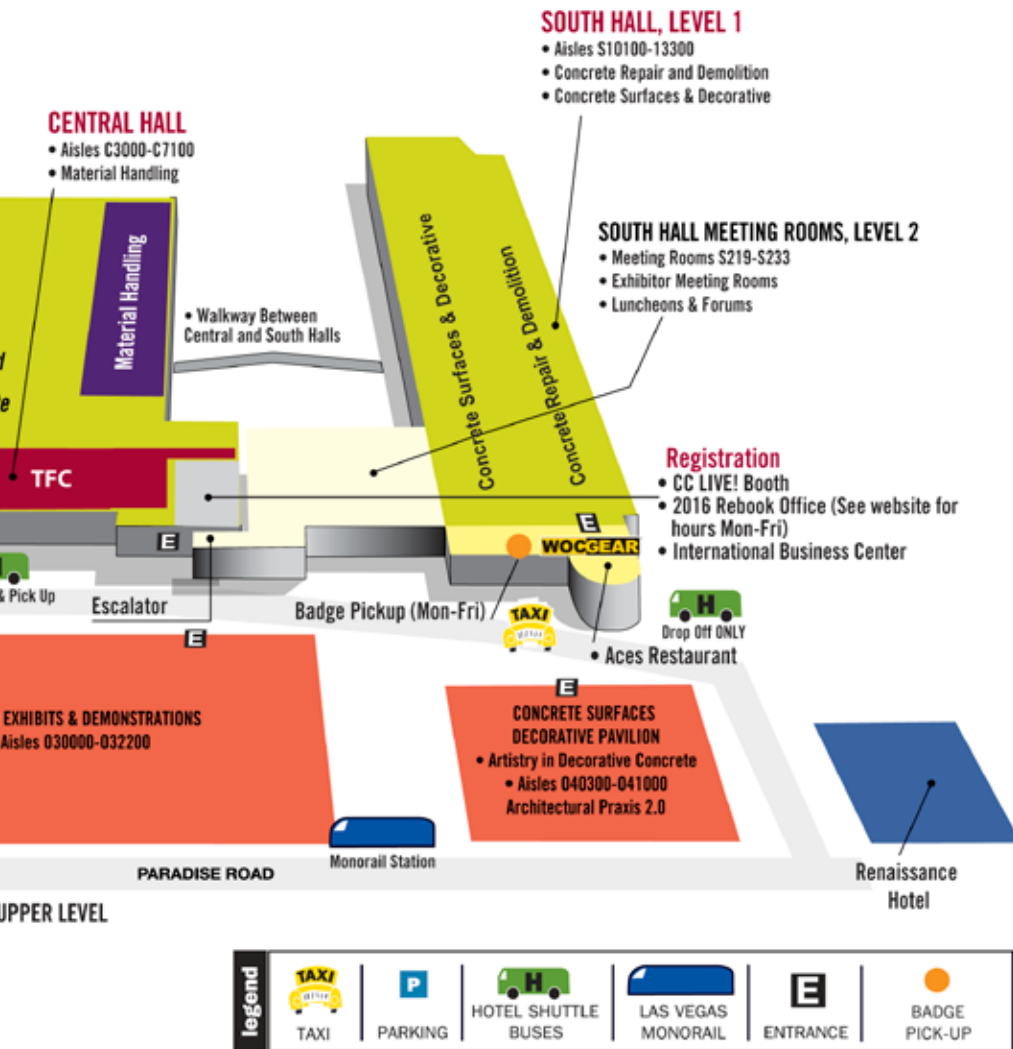 SOUTH HALL, LEVEL 1
• Aisles S10100-13300
• Concrete Repair and Demolition
• Concrete Surfaces & Decorative
CENTRAL HALL
• Aisles C3000-C7100
• Material Handling
Material Handling
• Walkway Between
Central and South Halls
Concrete Surfaces & Decorative
Concrete Repair & Demolition
SOUTH HALL MEETING ROOMS, LEVEL 2
• Meeting Rooms S219-S233
• Exhibitor Meeting Rooms
• Luncheons & Forums
TFC
Registration
• CC LIVE! Booth
• 2016 Rebook Office (See website for
hours Mon-Fri)
• International Business Center
E
E
WOCGEAR
& Pick Up
Escalator
Badge Pickup (Mon-Fri)
TAXI
H
Drop Off ONLY
• Aces Restaurant
E
E
EXHIBITS & DEMONSTRATIONS
Aisles 030000-032200
CONCRETE SURFACES
DECORATIVE PAVILION
• Artistry in Decorative Concrete
• Aisles 040300-041000
Architectural Praxis 2.0
Monorail Station
PARADISE ROAD
Renaissance
Hotel
UPPER LEVEL
legend
TAXI
TAXI
P
PARKING
H
HOTEL SHUTTLE
BUSES
LAS VEGAS
MONORAIL
E
ENTRANCE
BADGE
PICK-UP